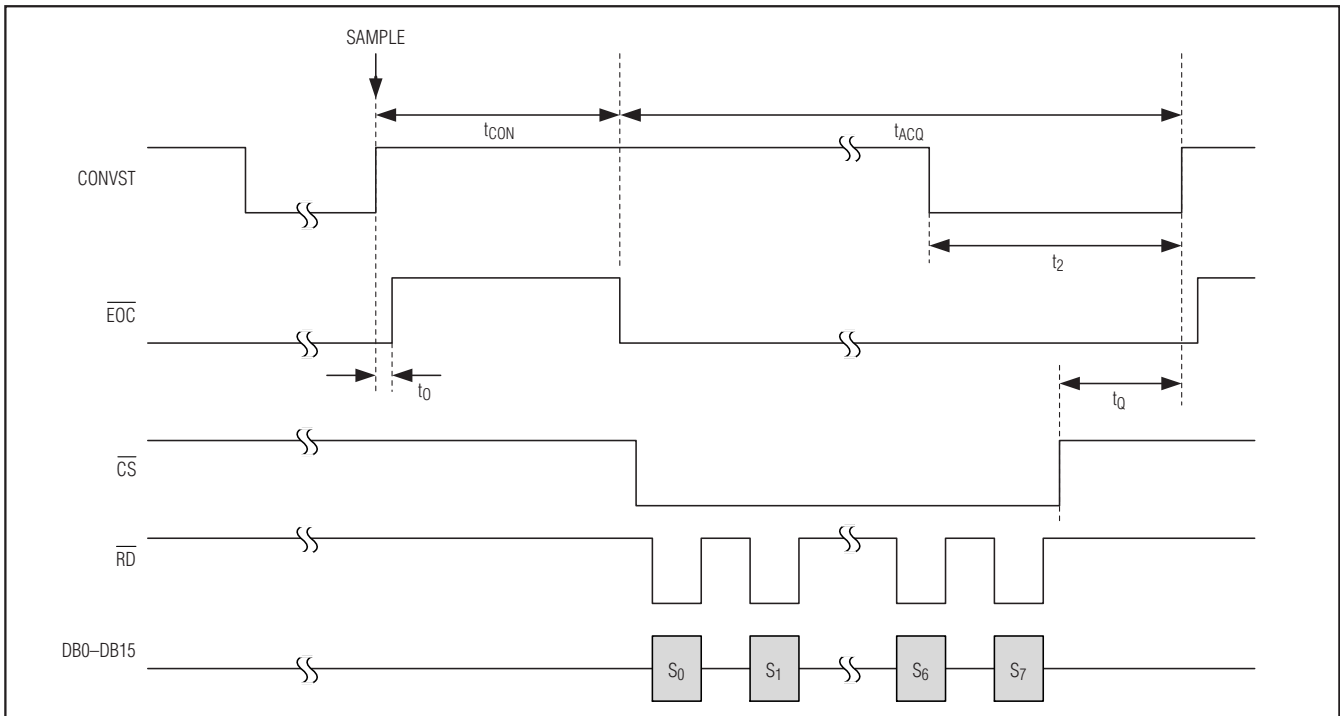 SAMPLE
tCON
tACQ
CONVST
t2
EOC
t0
tQ
CS
RD
DB0–DB15
S0 S1 S6 S7